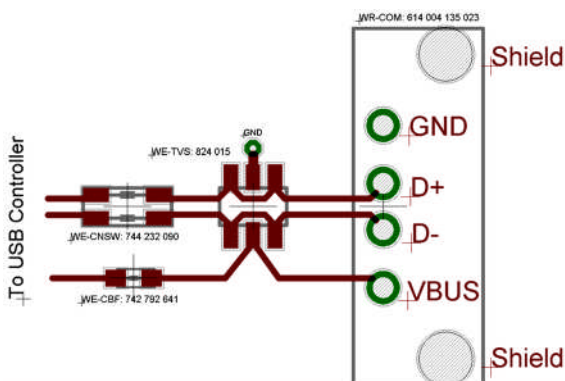 WR-COM: 614 004 135 023
Shield
GND
GND
WE-TVS: 824 015
D+
To USB Controller
D-
WE-CNSW: 744 232 090
VBUS
WE-CBF: 742 792 641
Shield